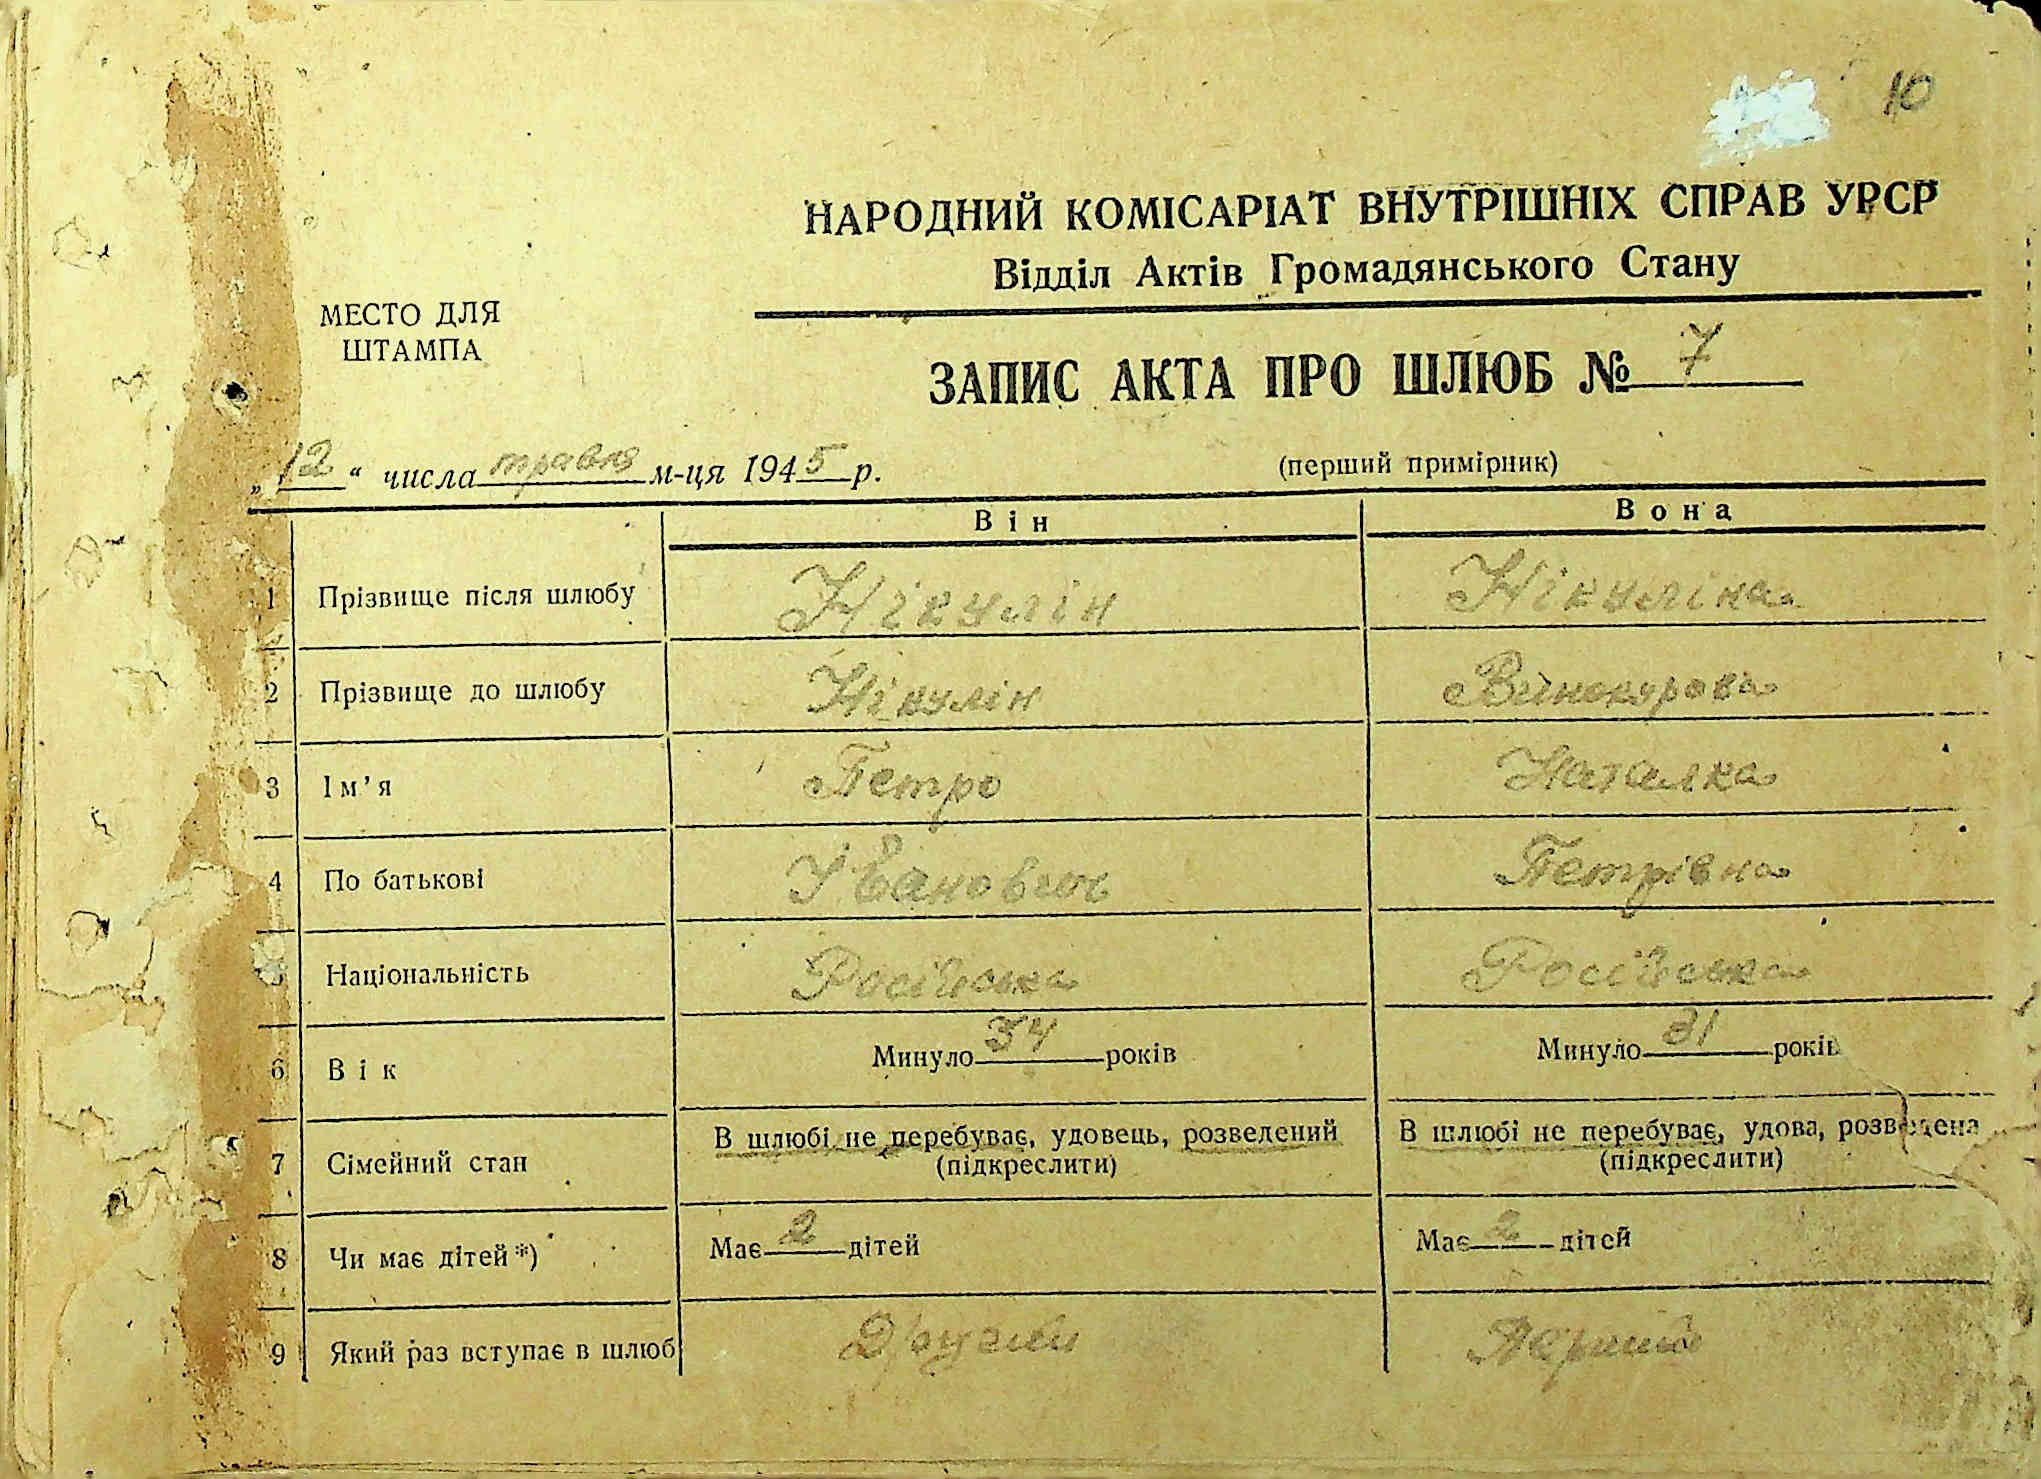 10
НАРОДНИЙ КОМІСАРІАТ ВНУТРІШНІХ СПРАВ УРСР
Відділ Актів Громадянського Стану
МЕСТО ДЛЯ
ШТАМПА
ЗАПИС АКТА ПРО ШЛЮБ № 7
„ 12 “ числа травня м-ця 1945 р.
(перший примірник)
Він Вона
1 Прізвище після шлюбу Нікулін Нікуліна
2 Прізвище до шлюбу Нікулін Винокурова
3 Ім'я Петро Наталка
4 По батькові Іванович Петрівна
5 Національність Російська Російська
6 Вік Минуло 34 років Минуло 31 років
7 Сімейний стан В шлюбі не перебуває, удовець, розведений В шлюбі не перебуває, удова, розведена
(підкреслити) (підкреслити)
8 Чи має дітей *) Має 2 дітей Має 2 дітей
9 Який раз вступає в шлюб Другий Перший